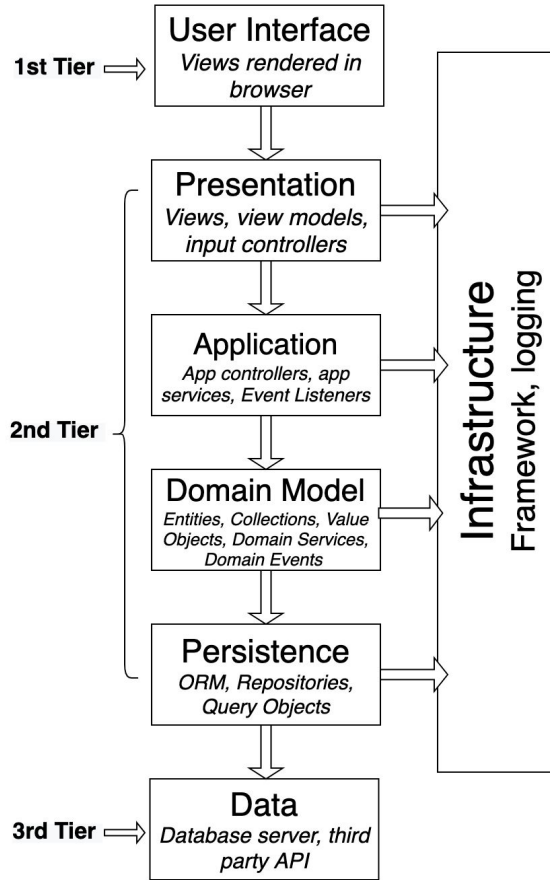 User Interface
Views rendered in
browser
1st Tier
Presentation
Views, view models,
input controllers
Application
App controllers, app
services, Event Listeners
2nd Tier
Domain Model
Entities, Collections, Value
Objects, Domain Services,
Domain Events
Persistence
ORM, Repositories,
Query Objects
Data
Database server, third
party API
3rd Tier
Infrastructure
Framework, logging